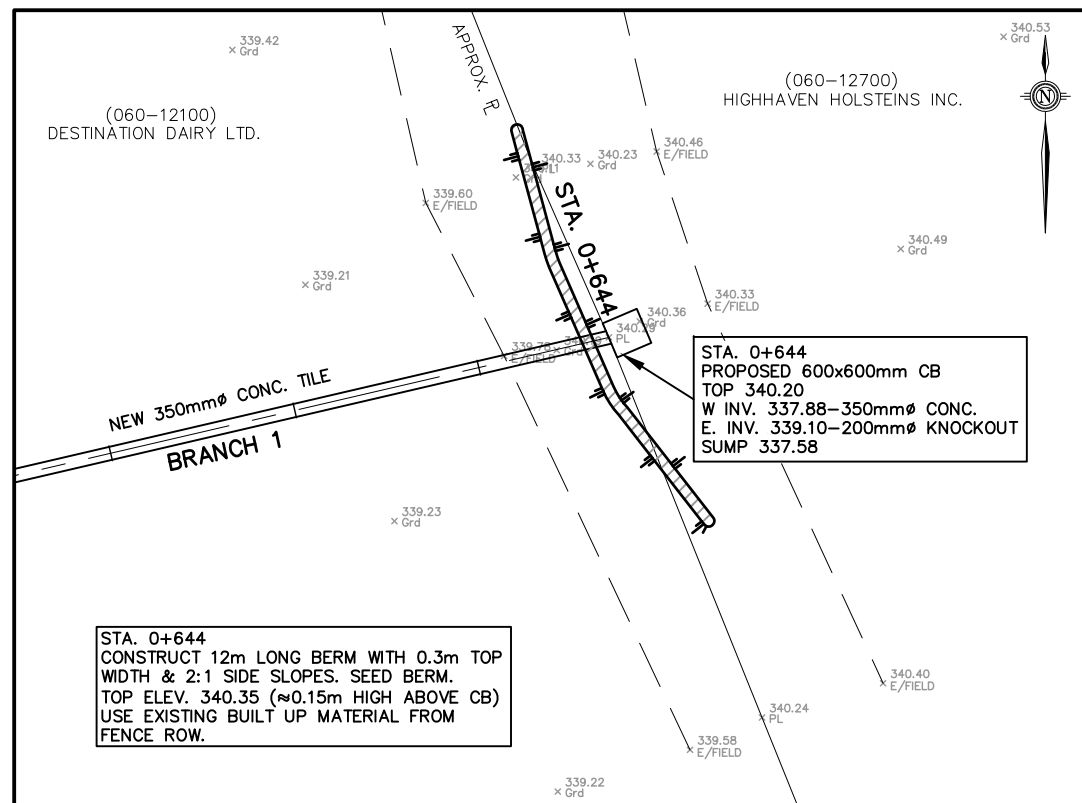 339.42
Grd
340.53
Grd
APPROX. PL
(060-12100)
DESTINATION DAIRY LTD.
(060-12700)
HIGHHAVEN HOLSTEINS INC.
N
340.46
E/FIELD
340.33
340.23
Grd
339.60
E/FIELD
STA. 0+644
340.49
Grd
339.21
Grd
340.33
E/FIELD
340.36
Grd
340.29
PL
339.78
E/FIELD
Grd
STA. 0+644
PROPOSED 600x600mm CB
TOP 340.20
W INV. 337.88-350mmø CONC.
E. INV. 339.10-200mmø KNOCKOUT
SUMP 337.58
NEW 350mmø CONC. TILE
BRANCH 1
339.23
Grd
STA. 0+644
CONSTRUCT 12m LONG BERM WITH 0.3m TOP
WIDTH & 2:1 SIDE SLOPES. SEED BERM.
TOP ELEV. 340.35 (≈0.15m HIGH ABOVE CB)
USE EXISTING BUILT UP MATERIAL FROM
FENCE ROW.
340.40
E/FIELD
340.24
PL
339.58
E/FIELD
339.22
Grd